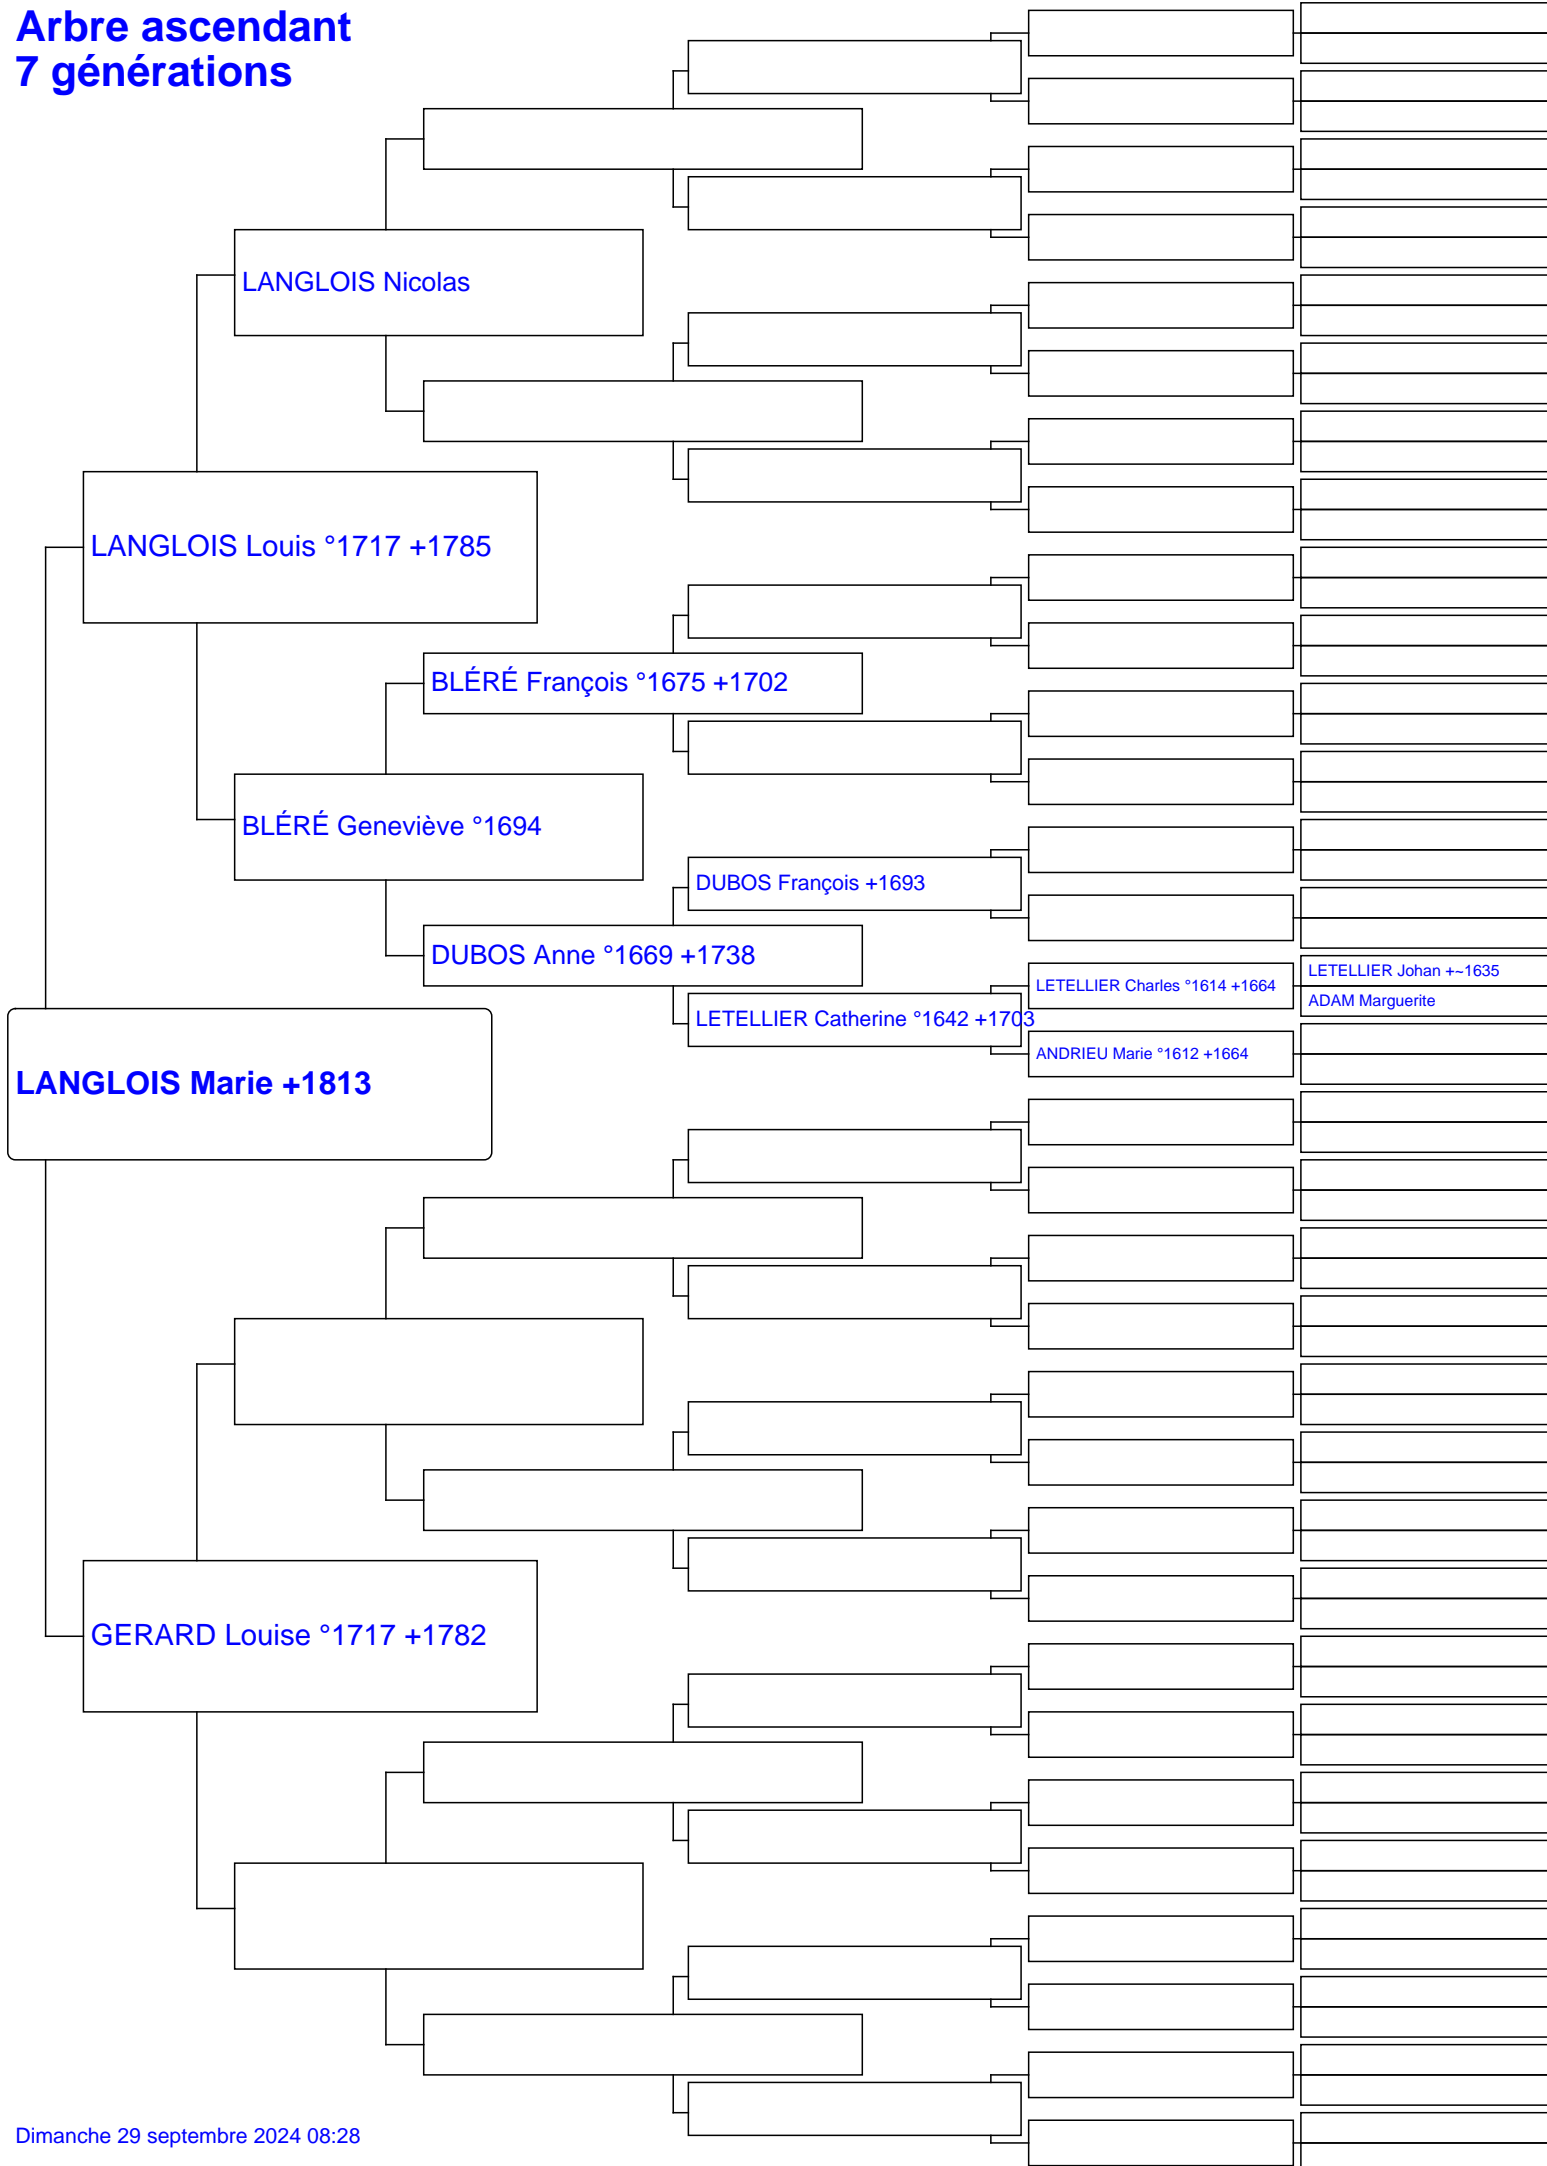 Arbre ascendant
7 générations
LANGLOIS Nicolas
LANGLOIS Louis °1717 +1785
BLÉRÉ François °1675 +1702
BLÉRÉ Geneviève °1694
DUBOS François +1693
DUBOS Anne °1669 +1738
LETELLIER Johan +~1635
LETELLIER Charles °1614 +1664
ADAM Marguerite
LETELLIER Catherine °1642 +1703
ANDRIEU Marie °1612 +1664
LANGLOIS Marie +1813
GERARD Louise °1717 +1782
Dimanche 29 septembre 2024 08:28